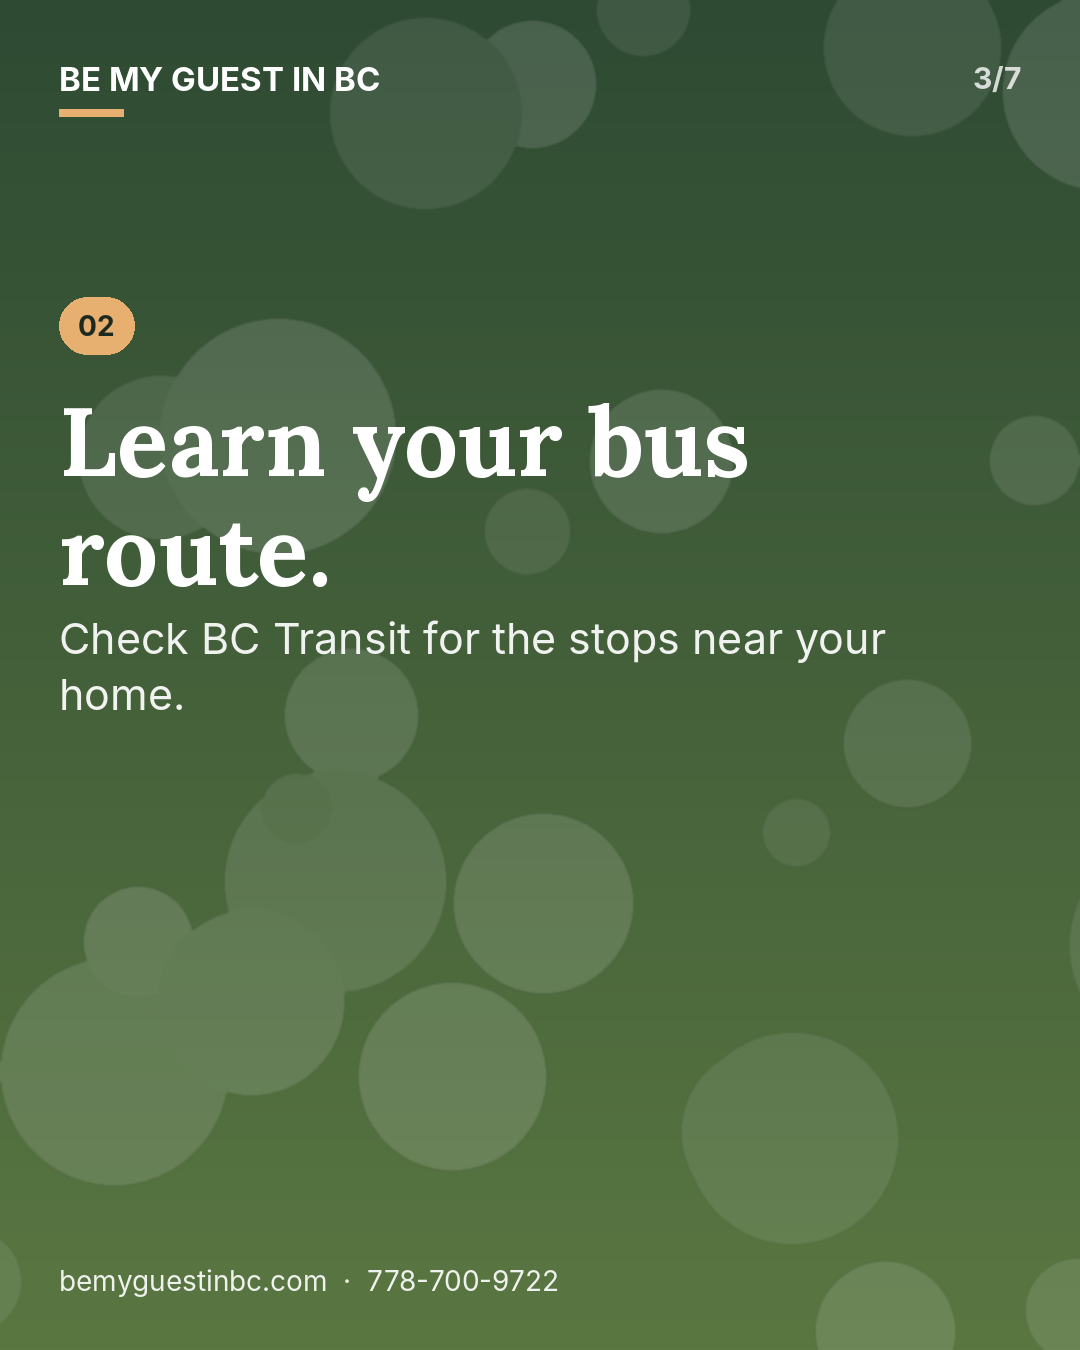 BE MY GUEST IN BC
3/7
02
Learn your bus
route.
Check BC Transit for the stops near your
home.
bemyguestinbc.com · 778-700-9722